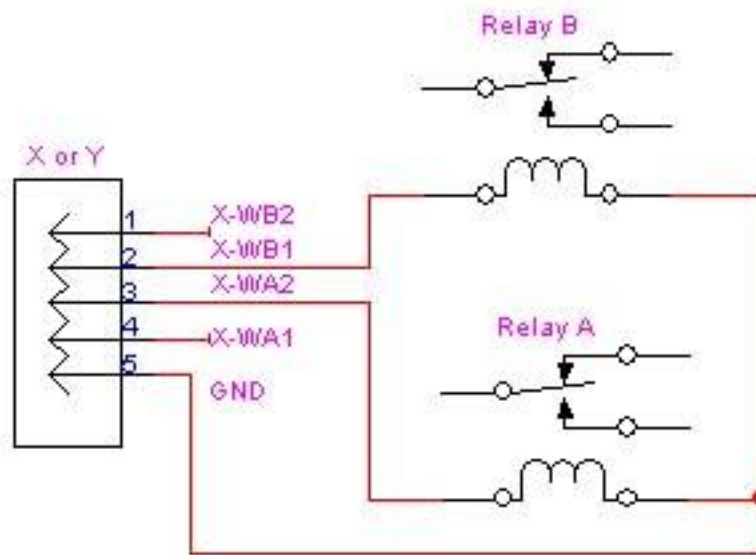 Relay B
X or Y
1 X-WB2
2 X-WB1
3 X-WA2
4 X-WA1
5 GND
Relay A